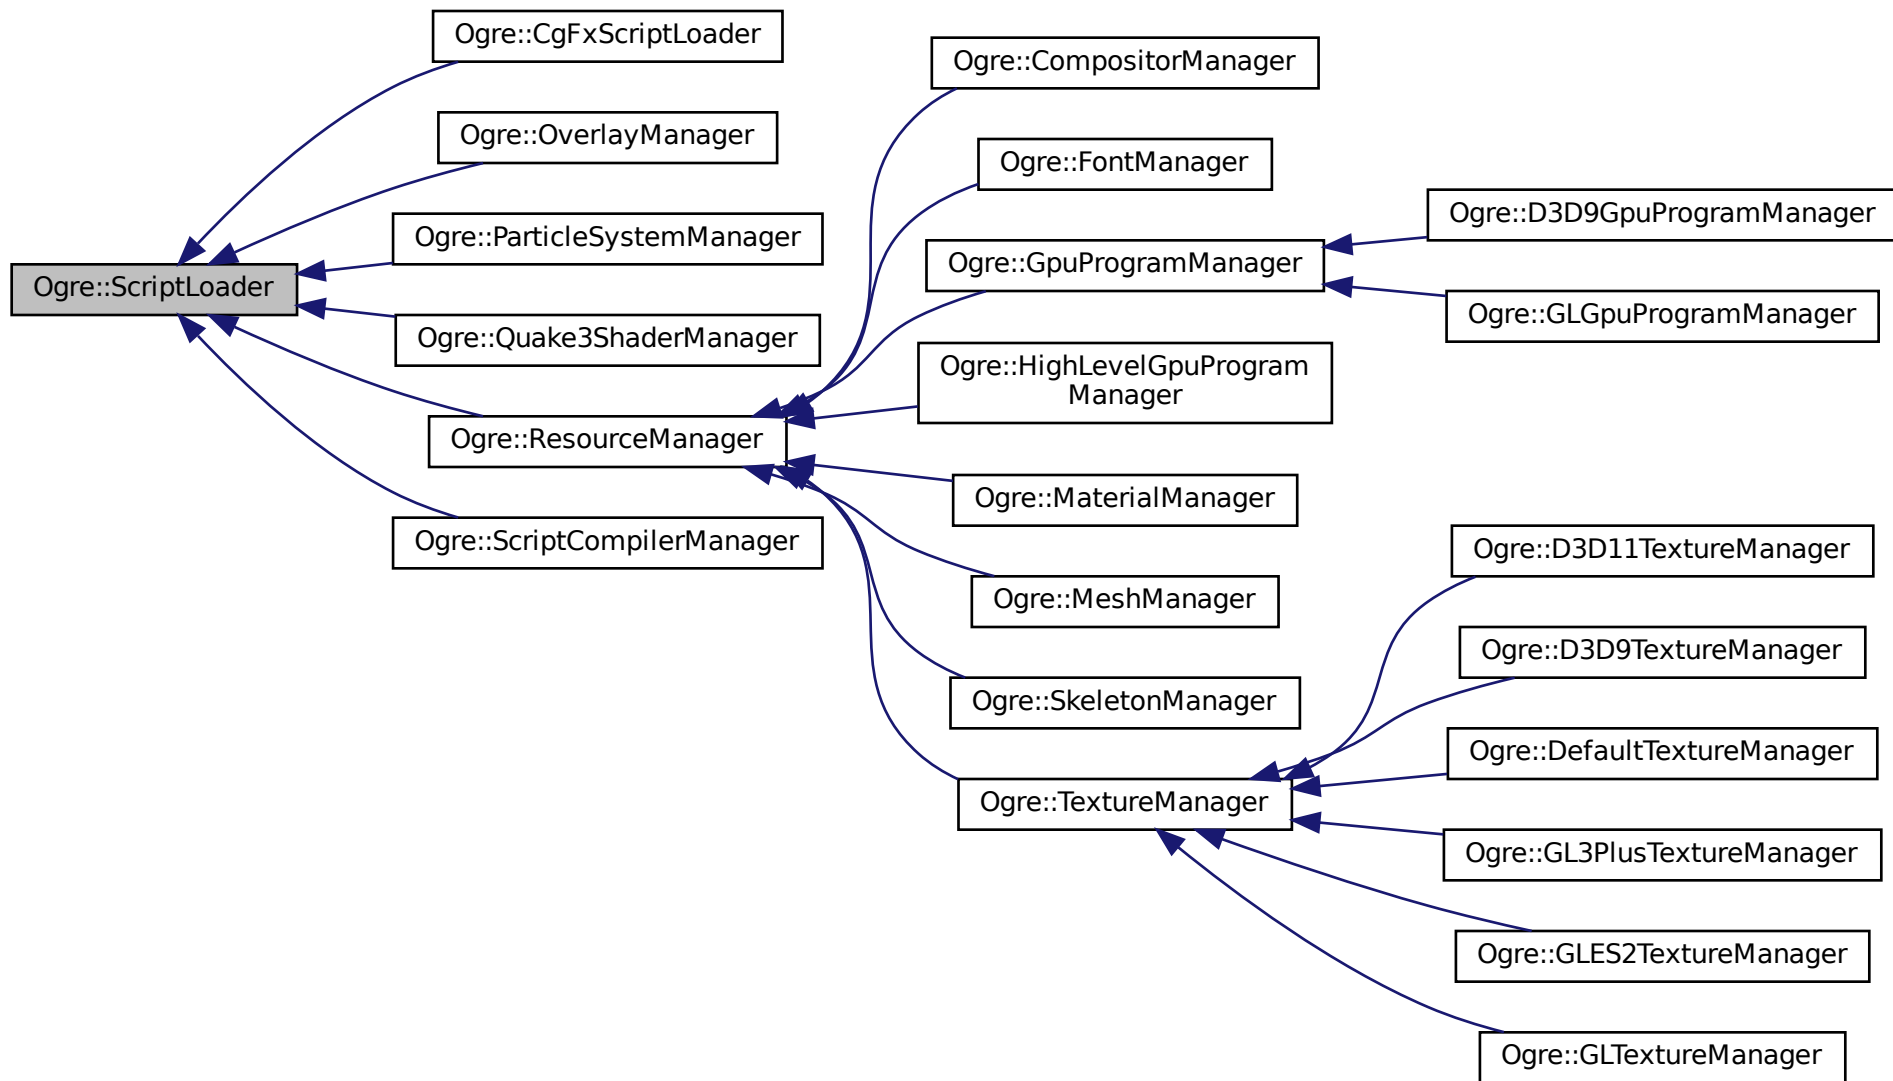 Ogre::ScriptLoader
Ogre::CgFxScriptLoader
Ogre::OverlayManager
Ogre::ParticleSystemManager
Ogre::Quake3ShaderManager
Ogre::ResourceManager
Ogre::ScriptCompilerManager
Ogre::CompositorManager
Ogre::FontManager
Ogre::GpuProgramManager
Ogre::HighLevelGpuProgram
Manager
Ogre::MaterialManager
Ogre::MeshManager
Ogre::SkeletonManager
Ogre::TextureManager
Ogre::D3D9GpuProgramManager
Ogre::GLGpuProgramManager
Ogre::D3D11TextureManager
Ogre::D3D9TextureManager
Ogre::DefaultTextureManager
Ogre::GL3PlusTextureManager
Ogre::GLES2TextureManager
Ogre::GLTextureManager